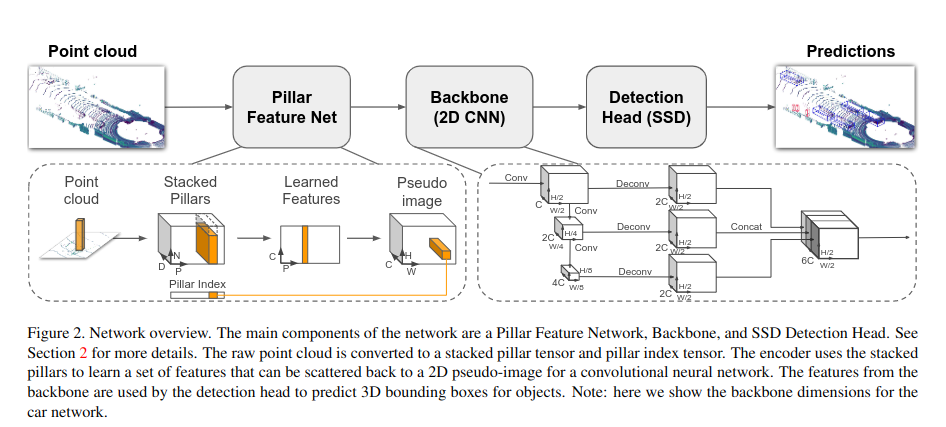 Point cloud
Predictions
Pillar
Feature Net
Backbone
(2D CNN)
Detection
Head (SSD)
Point
cloud
Stacked
Pillars
Learned
Features
Pseudo
image
D
N
P
C
P
C
H
W
Pillar Index
Conv
C
H/2
W/2
Conv
2C
H/4
W/4
Conv
4C
H/8
W/8
Deconv
2C
H/2
W/2
Deconv
2C
H/2
W/2
Deconv
2C
H/2
W/2
Concat
6C
H/2
W/2
Figure 2. Network overview. The main components of the network are a Pillar Feature Network, Backbone, and SSD Detection Head. See
Section 2 for more details. The raw point cloud is converted to a stacked pillar tensor and pillar index tensor. The encoder uses the stacked
pillars to learn a set of features that can be scattered back to a 2D pseudo-image for a convolutional neural network. The features from the
backbone are used by the detection head to predict 3D bounding boxes for objects. Note: here we show the backbone dimensions for the
car network.